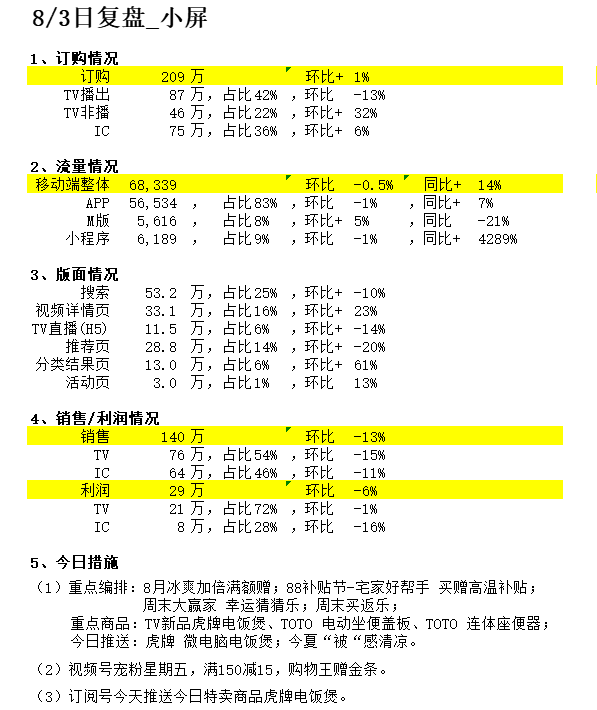 8/3日复盘_小屏
1、订购情况
订购 209 万 环比+ 1%
TV播出 87 万，占比42% ，环比 -13%
TV非播 46 万，占比22% ，环比+ 32%
IC 75 万，占比36% ，环比+ 6%
2、流量情况
移动端整体 68,339 环比 -0.5% 同比+ 14%
APP 56,534 ， 占比83% ，环比 -1% ，同比+ 7%
M版 5,616 ， 占比8% ，环比+ 5% ，同比 -21%
小程序 6,189 ， 占比9% ，环比 -1% ，同比+ 4289%
3、版面情况
搜索 53.2 万，占比25% ，环比+ -10%
视频详情页 33.1 万，占比16% ，环比+ 23%
TV直播(H5) 11.5 万，占比6% ，环比+ -14%
推荐页 28.8 万，占比14% ，环比+ -20%
分类结果页 13.0 万，占比6% ，环比+ 61%
活动页 3.0 万，占比1% ，环比 13%
4、销售/利润情况
销售 140 万 环比 -13%
TV 76 万，占比54% ，环比 -15%
IC 64 万，占比46% ，环比 -11%
利润 29 万 环比 -6%
TV 21 万，占比72% ，环比 -1%
IC 8 万，占比28% ，环比 -16%
5、今日措施
（1）重点编排：8月冰爽加倍满额赠；88补贴节-宅家好帮手 买赠高温补贴；
周末大赢家 幸运猜猜乐；周末买返乐；
重点商品：TV新品虎牌电饭煲、TOTO 电动坐便盖板、TOTO 连体座便器；
今日推送：虎牌 微电脑电饭煲；今夏“被“感清凉。
（2）视频号宠粉星期五，满150减15，购物王赠金条。
（3）订阅号今天推送今日特卖商品虎牌电饭煲。